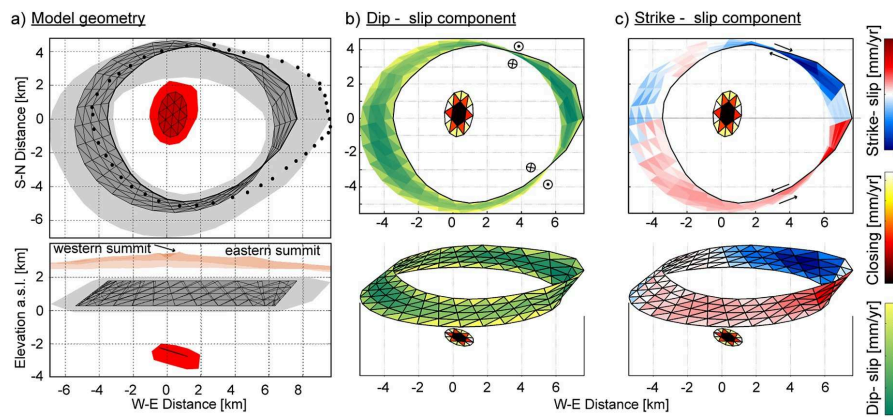 a) Model geometry
b) Dip - slip component
c) Strike - slip component
S-N Distance [km]
4
2
0
-2
-4
-6
4
2
0
-2
-4
0
-2
-4
-4 -2 0 2 4 6
western summit
eastern summit
Elevation a.s.l. [km]
4
2
0
-2
-4
-6 -4 -2 0 2 4 6 8
-4 -2 0 2 4 6
-4 -2 0 2 4 6
W-E Distance [km]
W-E Distance [km]
Strike- slip [mm/yr]
Closing [mm/yr]
Dip- slip [mm/yr]